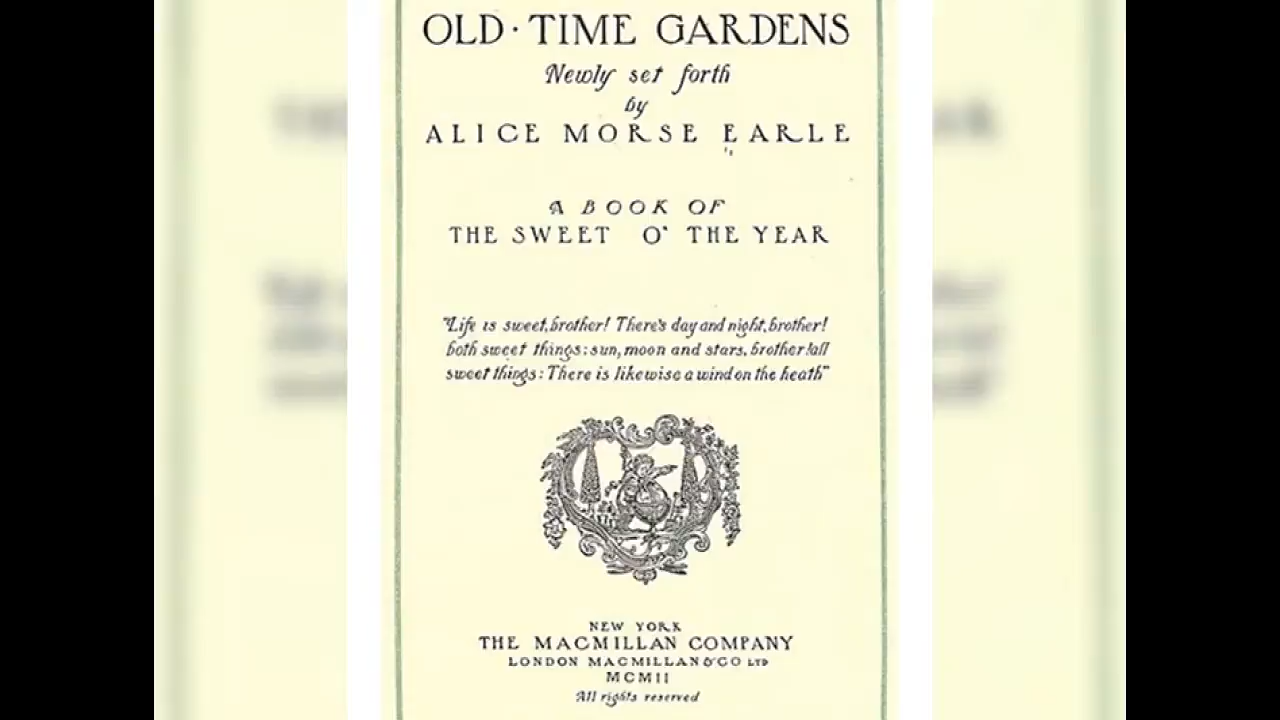 OLD · TIME GARDENS
Newly set forth
by
ALICE MORSE EARLE
A BOOK OF
THE SWEET O' THE YEAR
"Life is sweet, brother! There's day and night, brother!
both sweet things: sun, moon and stars, brother! all
sweet things: There is likewise a wind on the heath"
NEW YORK
THE MACMILLAN COMPANY
LONDON MACMILLAN & CO LTD
MCMII
All rights reserved